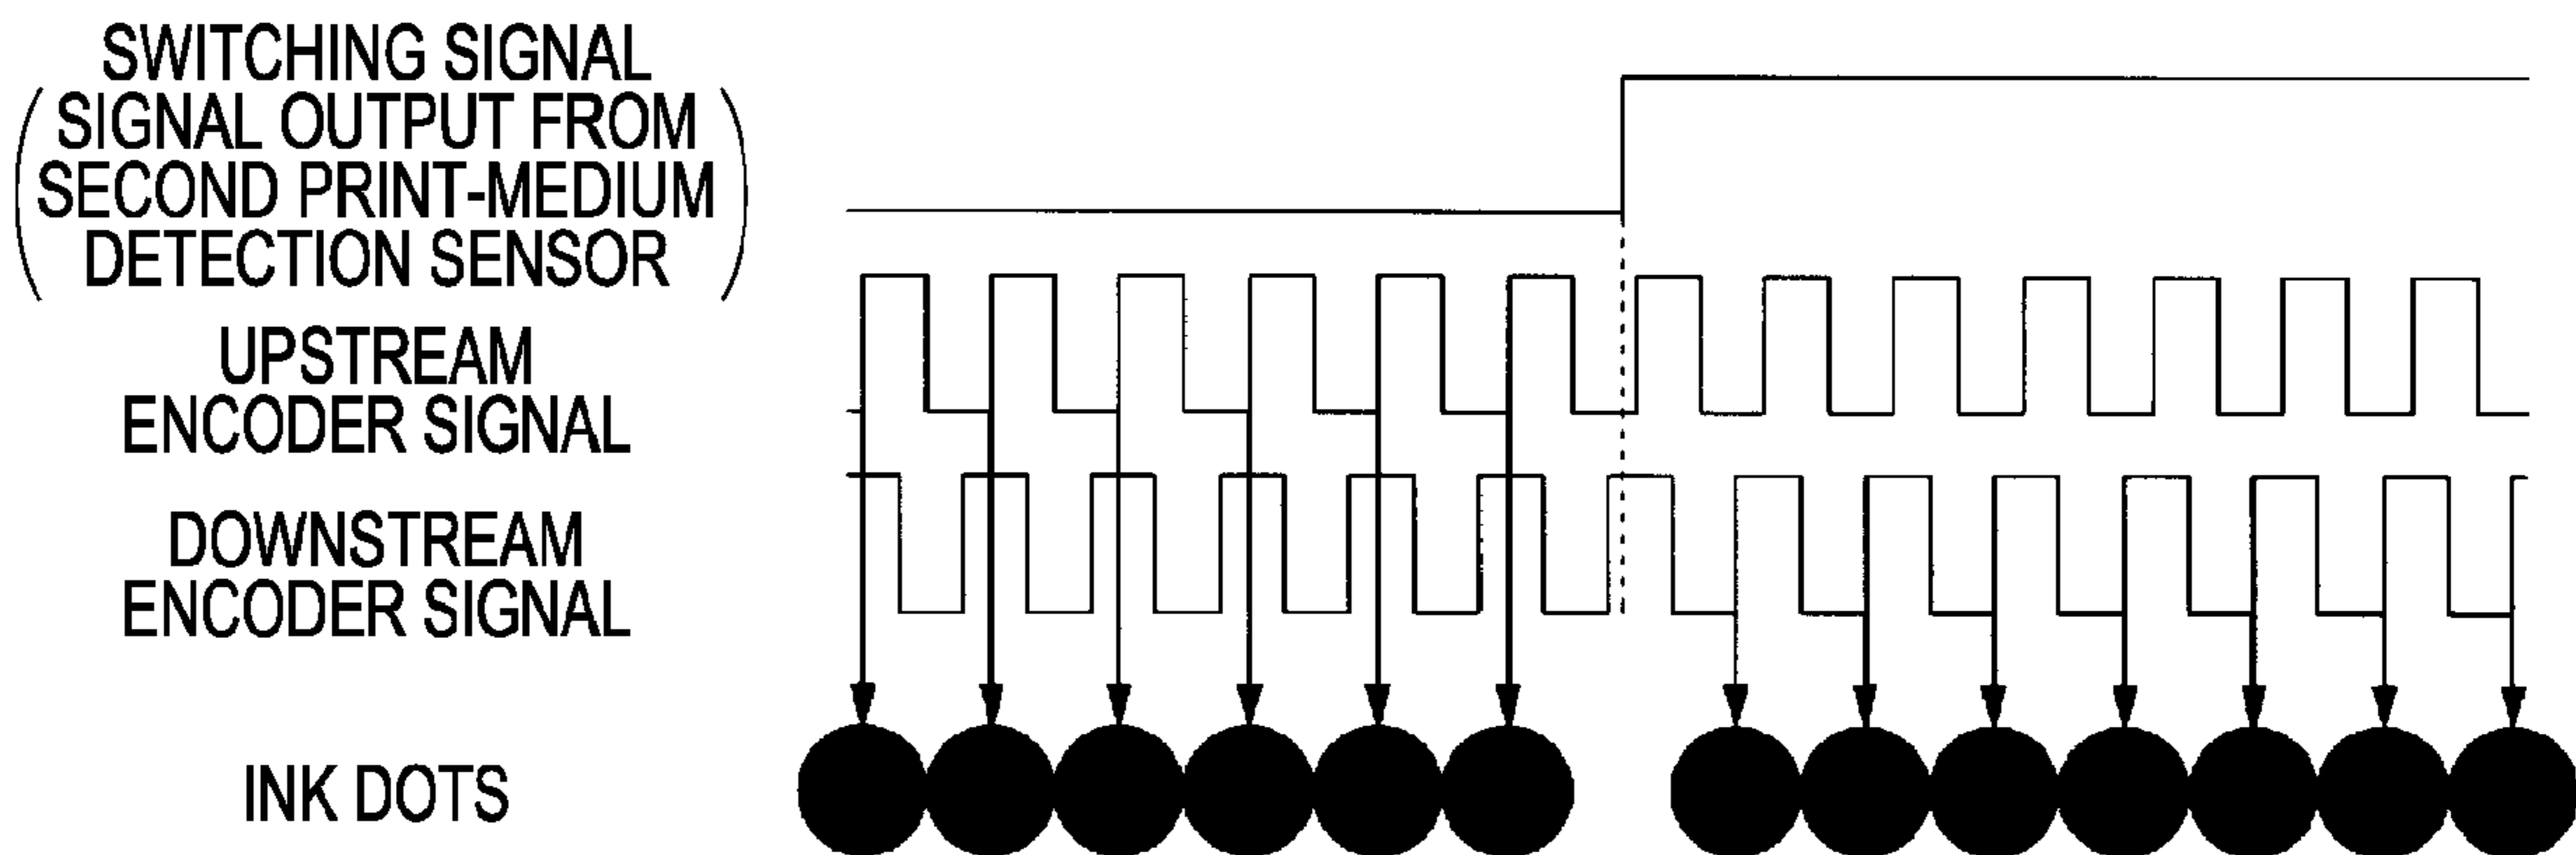 SWITCHING SIGNAL
SIGNAL OUTPUT FROM
SECOND PRINT-MEDIUM
DETECTION SENSOR
UPSTREAM
ENCODER SIGNAL
DOWNSTREAM
ENCODER SIGNAL
INK DOTS